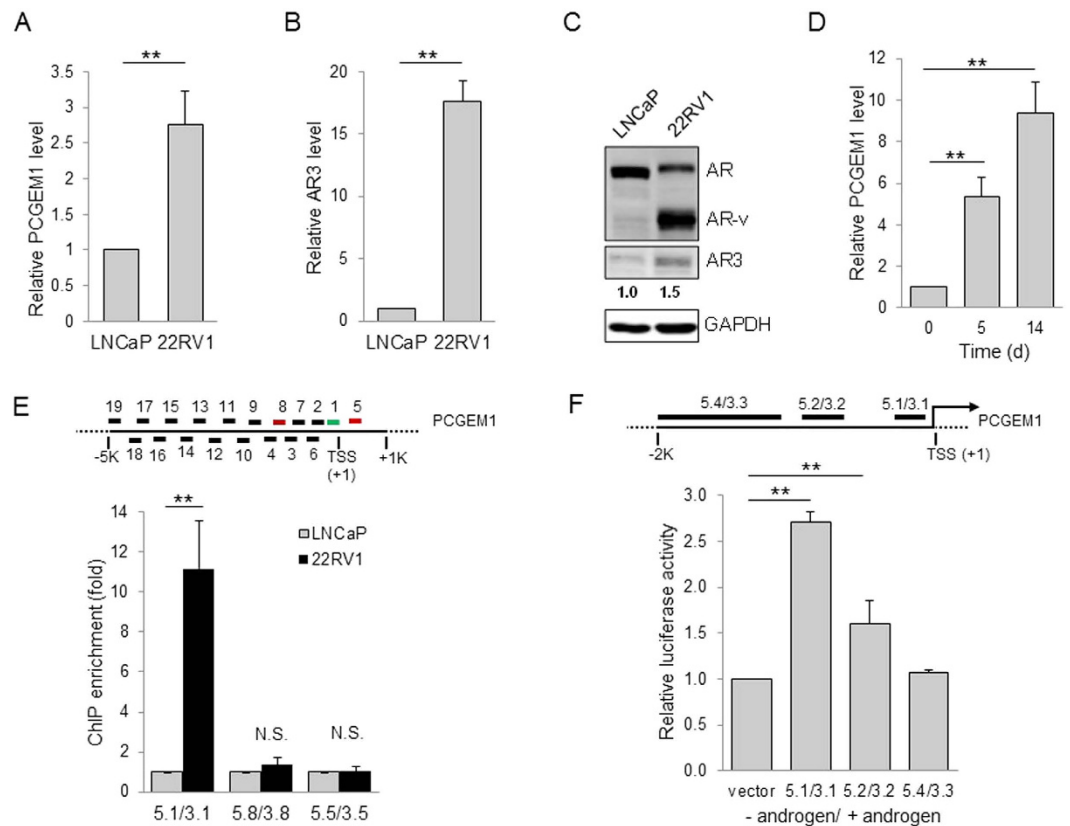 A
Relative PCGEM1 level
3.5
3
2.5
2
1.5
1
0.5
0
**
LNCaP 22RV1
B
Relative AR3 level
20
15
10
5
0
**
LNCaP 22RV1
C
LNCaP
22RV1
AR
AR-v
AR3
1.0 1.5
GAPDH
D
Relative PCGEM1 level
12
10
8
6
4
2
0
**
**
0 5 14
Time (d)
E
19 17 15 13 11 9 8 7 2 1 5
PCGEM1
18 16 14 12 10 4 3 6
-5K TSS +1K
(+1)
ChIP enrichment (fold)
14
12
10
8
6
4
2
0
**
LNCaP
22RV1
N.S. N.S.
5.1/3.1 5.8/3.8 5.5/3.5
F
5.4/3.3 5.2/3.2 5.1/3.1
PCGEM1
-2K TSS (+1)
Relative luciferase activity
3.0
2.5
2.0
1.5
1.0
0.5
0.0
**
**
vector 5.1/3.1 5.2/3.2 5.4/3.3
- androgen/ + androgen